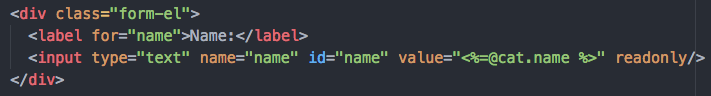 <div class="form-el">
  <label for="name">Name:</label>
  <input type="text" name="name" id="name" value="<%=@cat.name %>" readonly/>
</div>